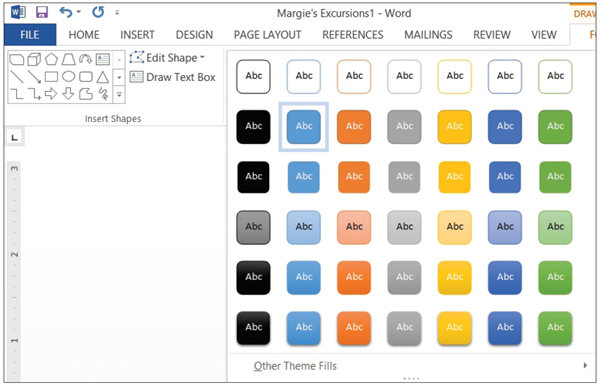 Margie's Excursions1 - Word
DRAW
FILE HOME INSERT DESIGN PAGE LAYOUT REFERENCES MAILINGS REVIEW VIEW FO
Edit Shape
Draw Text Box
Insert Shapes
Abc Abc Abc Abc Abc Abc Abc
Abc Abc Abc Abc Abc Abc Abc
Abc Abc Abc Abc Abc Abc Abc
Abc Abc Abc Abc Abc Abc Abc
Abc Abc Abc Abc Abc Abc Abc
Abc Abc Abc Abc Abc Abc Abc
3
2
1
Other Theme Fills